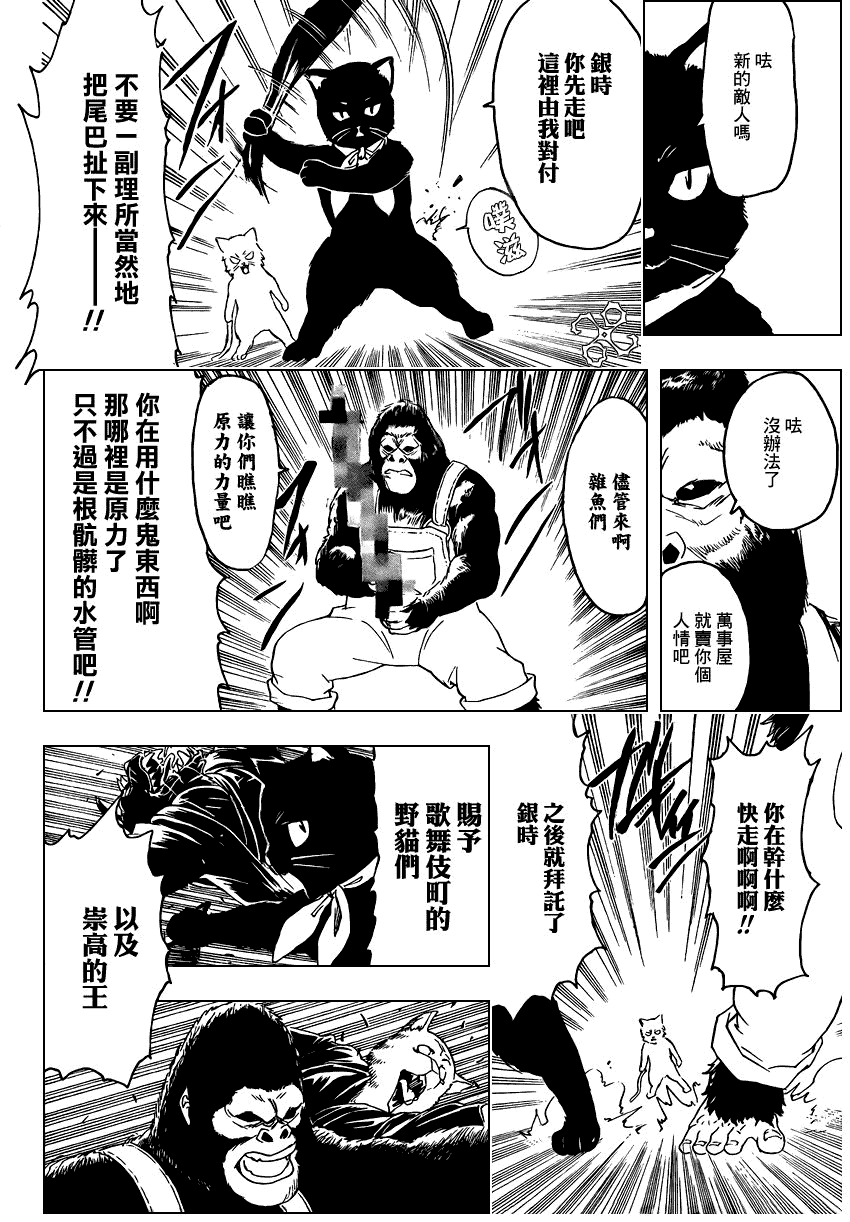 呿
新的敵人嗎
銀時
你先走吧
這裡由我對付
噗
滋
不要一副理所當然地
把尾巴扯下來——!!
呿
沒辦法了
萬事屋
就賣你個
人情吧
儘管來啊
雜魚們
讓你們瞧瞧
原力的力量吧
你在用什麼鬼東西啊
那哪裡是原力了
只不過是根骯髒的水管吧!!
你在幹什麼
快走啊啊啊!!
之後就拜託了
銀時
賜予
歌舞伎町的
野貓們
以及
崇高的王